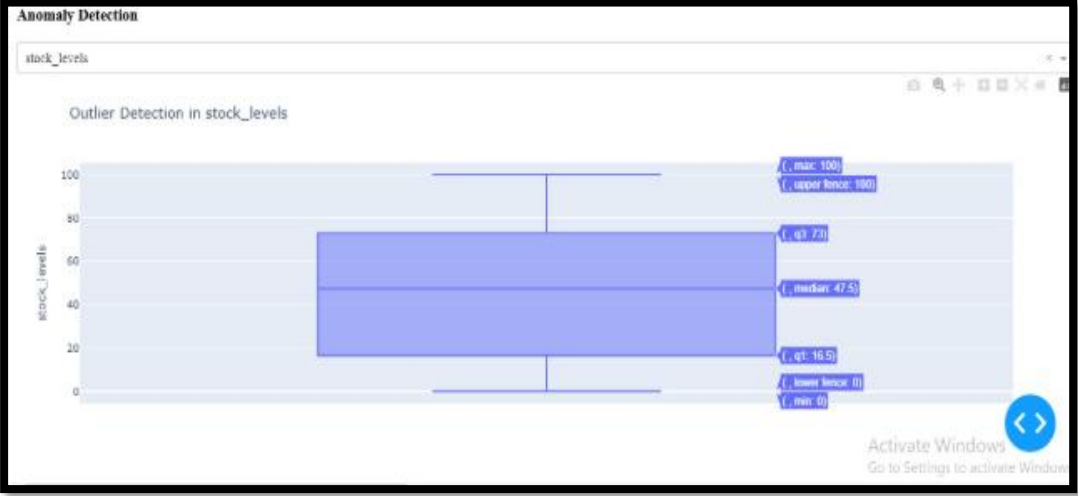 Anomaly Detection
stock_levels
Outlier Detection in stock_levels
100
80
60
40
20
0
stock_levels
( , max: 100)
( , upper fence: 100)
( , q3: 73)
( , median: 47.5)
( , q1: 16.5)
( , lower fence: 0)
( , min: 0)
Activate Windows
Go to Settings to activate Window